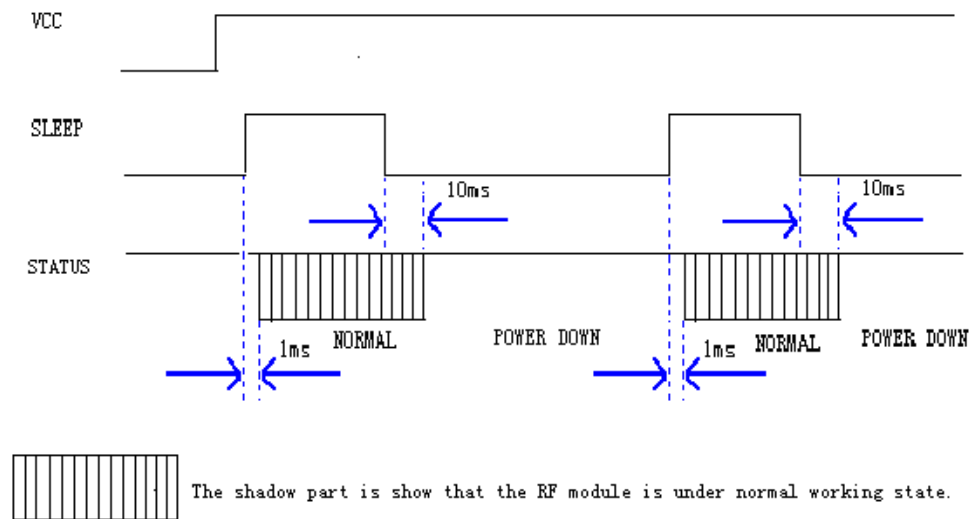 VCC
SLEEP
10ms
10ms
STATUS
1ms
NORMAL
POWER DOWN
1ms
NORMAL
POWER DOWN
The shadow part is show that the RF module is under normal working state.